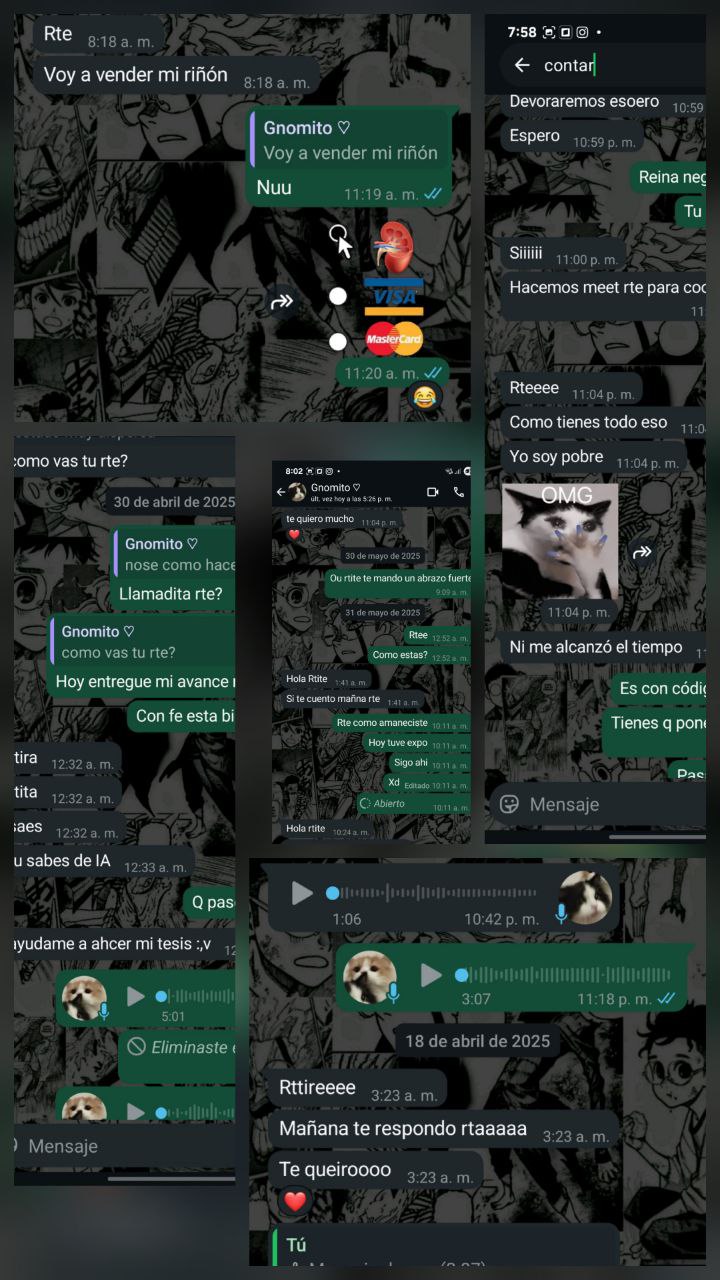 Rte
8:18 a. m.
Voy a vender mi riñón
8:18 a. m.
Gnomito ♡
Voy a vender mi riñón
Nuu
11:19 a. m.
VISA
MasterCard
11:20 a. m.
7:58
contar
Devoraremos esoero
10:59
Espero
10:59 p. m.
Reina neg
Tu
Siiiiii
11:00 p. m.
Hacemos meet rte para coc
11
Rteeee
11:04 p. m.
Como tienes todo eso
11:0
Yo soy pobre
11:04 p. m.
OMG
11:04 p. m.
Ni me alcanzó el tiempo
1
Es con códig
Tienes q pone
Pas
Mensaje
como vas tu rte?
30 de abril de 2025
Gnomito ♡
nose como hace
Llamadita rte?
Gnomito ♡
como vas tu rte?
Hoy entregue mi avance
Con fe esta bi
tira
12:32 a. m.
tita
12:32 a. m.
saes
12:32 a. m.
u sabes de IA
12:33 a. m.
Q pas
ayudame a ahcer mi tesis :,v
12
5:01
Eliminaste e
Mensaje
8:02
Gnomito ♡
últ. vez hoy a las 5:26 p. m.
te quiero mucho
11:04 p. m.
30 de mayo de 2025
Ou rtite te mando un abrazo fuerte
9:09 a. m.
31 de mayo de 2025
Rtee
12:52 a. m.
Como estas?
12:52 a. m.
Hola Rtite
1:41 a. m.
Si te cuento mañna rte
1:41 a. m.
Rte como amaneciste
10:11 a. m.
Hoy tuve expo
10:11 a. m.
Sigo ahi
10:11 a. m.
Xd
Editado 10:11 a. m.
Abierto
10:11 a. m.
Hola rtite
10:24 a. m.
1:06
10:42 p. m.
3:07
11:18 p. m.
18 de abril de 2025
Rttireeee
3:23 a. m.
Mañana te respondo rtaaaaa
3:23 a. m.
Te queiroooo
3:23 a. m.
Tú